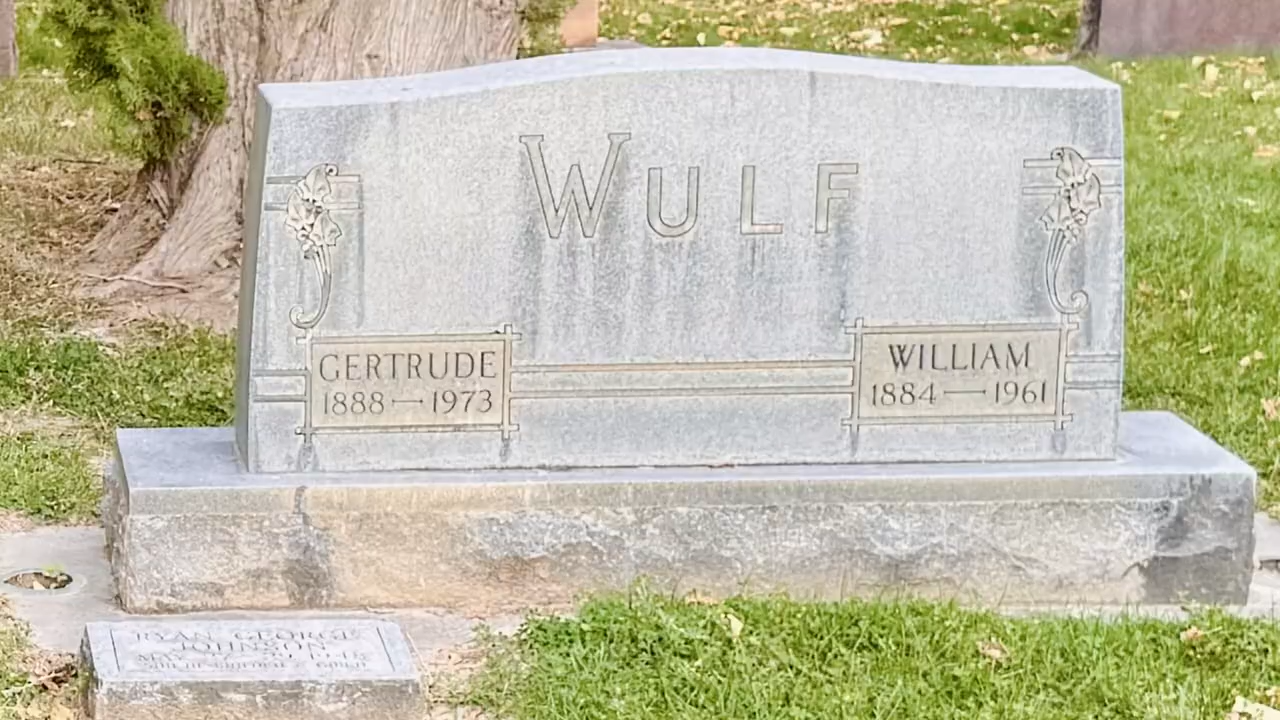 WULF
GERTRUDE
1888—1973
WILLIAM
1884—1961
RYAN GEORGE
JOHNSON